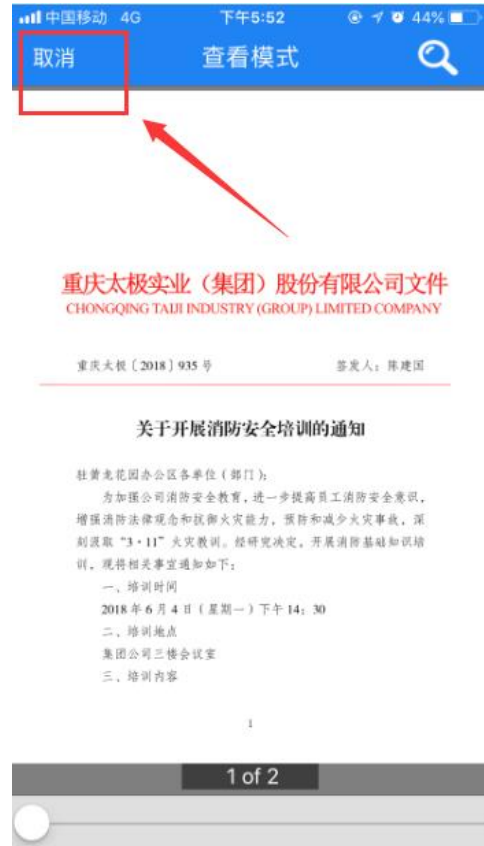 中国移动 4G 下午5:52 44%
取消 查看模式
重庆太极实业（集团）股份有限公司文件
CHONGQING TAIJI INDUSTRY (GROUP) LIMITED COMPANY
重庆太极〔2018〕935 号 签发人：陈建国
关于开展消防安全培训的通知
驻黄龙花园办公区各单位（部门）：
为加强公司消防安全教育，进一步提高员工消防安全意识，
增强消防法律观念和抗御火灾能力，预防和减少火灾事故，深
刻汲取“3·11”火灾教训。经研究决定，开展消防基础知识培
训，现将相关事宜通知如下：
一、培训时间
2018 年 6 月 4 日（星期一）下午 14：30
二、培训地点
集团公司三楼会议室
三、培训内容
1
1 of 2